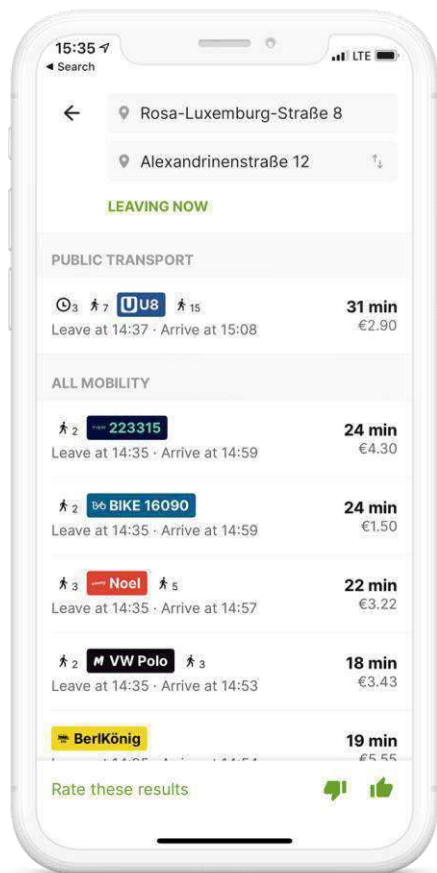 15:35 LTE
◄ Search
Rosa-Luxemburg-Straße 8
Alexandrinenstraße 12
LEAVING NOW
PUBLIC TRANSPORT
3 7 U U8 15 31 min
Leave at 14:37 · Arrive at 15:08 €2.90
ALL MOBILITY
2 223315 24 min
Leave at 14:35 · Arrive at 14:59 €4.30
2 BIKE 16090 24 min
Leave at 14:35 · Arrive at 14:59 €1.50
3 Noel 5 22 min
Leave at 14:35 · Arrive at 14:57 €3.22
2 VW Polo 3 18 min
Leave at 14:35 · Arrive at 14:53 €3.43
BerlKönig 19 min
€5.55
Rate these results